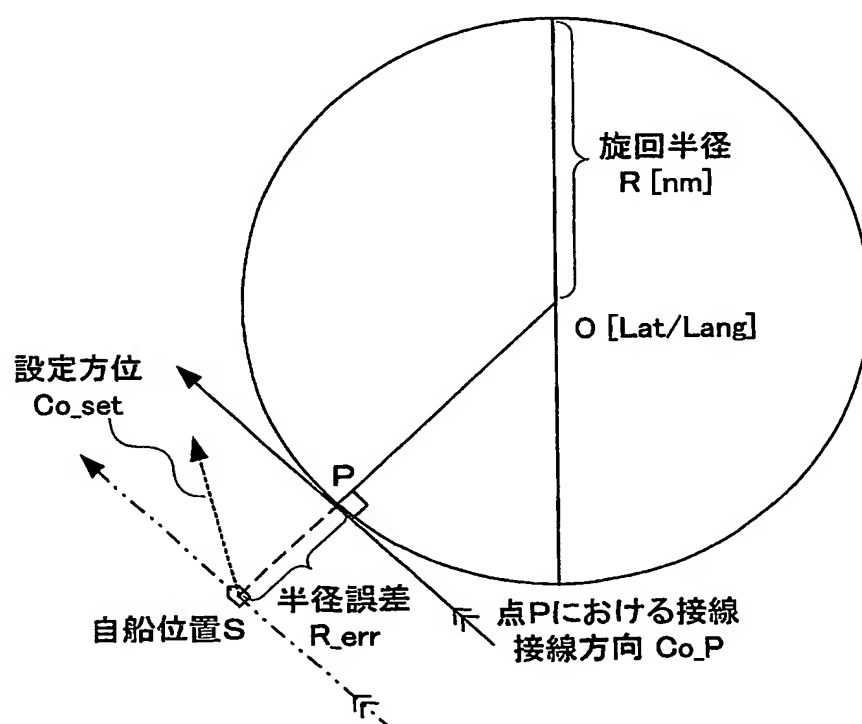 旋回半径
R [nm]
O [Lat/Lang]
設定方位
Co_set
P
半径誤差
R_err
自船位置S
点Pにおける接線
接線方向 Co_P